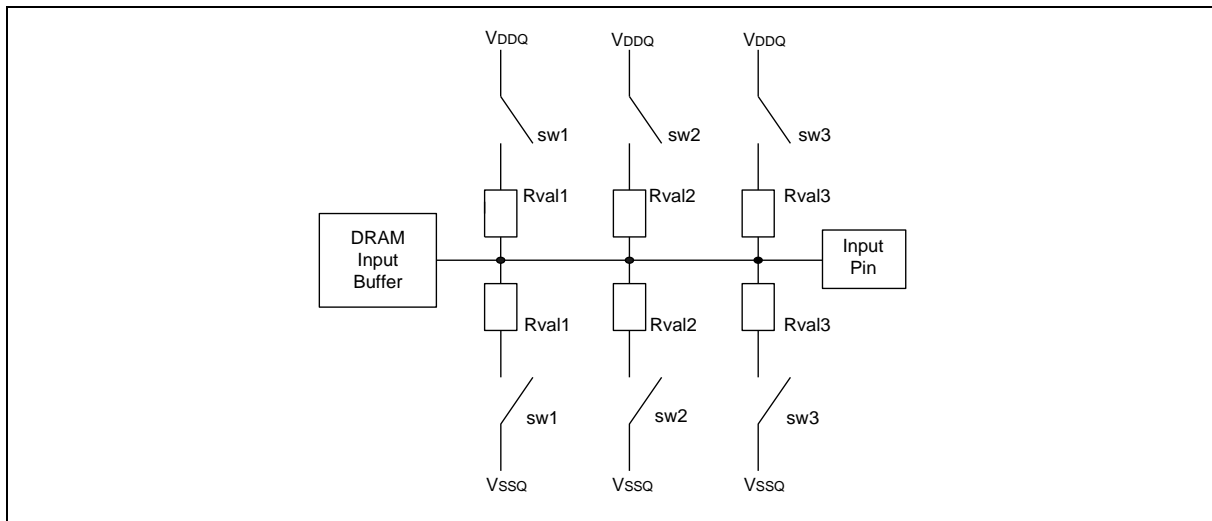 VDDQ VDDQ VDDQ
sw1 sw2 sw3
Rval1 Rval2 Rval3
DRAM
Input
Buffer
Input
Pin
Rval1 Rval2 Rval3
sw1 sw2 sw3
VSSQ VSSQ VSSQ